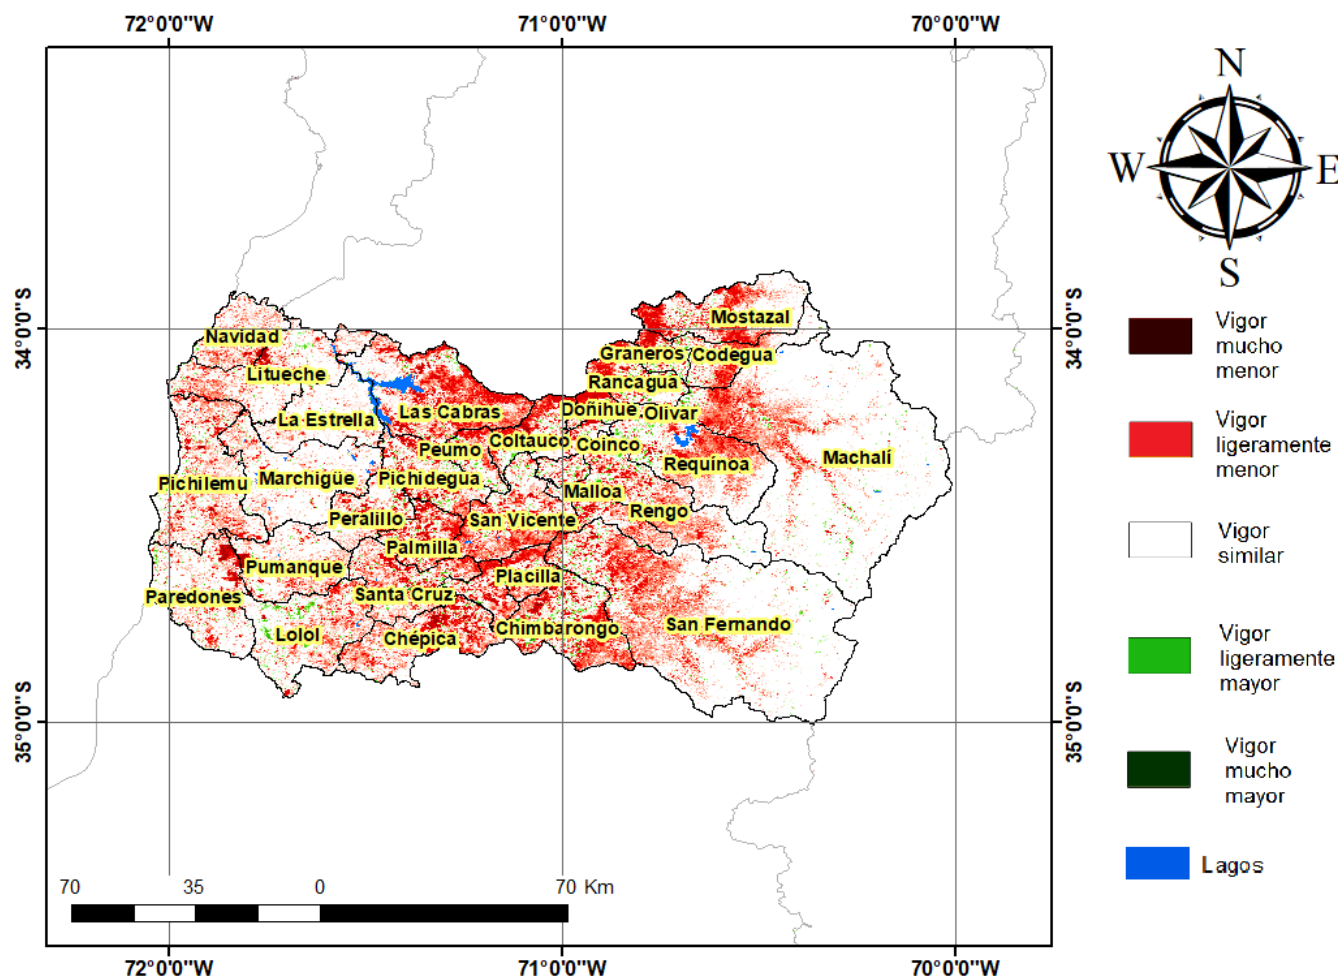 72°0'0"W
71°0'0"W
70°0'0"W
N
W
E
S
34°0'0"S
34°0'0"S
35°0'0"S
35°0'0"S
Mostazal
Navidad
Graneros
Codegua
Litueche
Rancagua
Las Cabras
Doñihue
Olivar
La Estrella
Coltauco
Coinco
Peumo
Machalí
Requínoa
Pichilemu
Marchigüe
Pichidegua
Malloa
Rengo
Peralillo
San Vicente
Palmilla
Pumanque
Placilla
Paredones
Santa Cruz
San Fernando
Lolol
Chépica
Chimbarongo
Vigor
mucho
menor
Vigor
ligeramente
menor
Vigor
similar
Vigor
ligeramente
mayor
Vigor
mucho
mayor
Lagos
70
35
0
70 Km
72°0'0"W
71°0'0"W
70°0'0"W